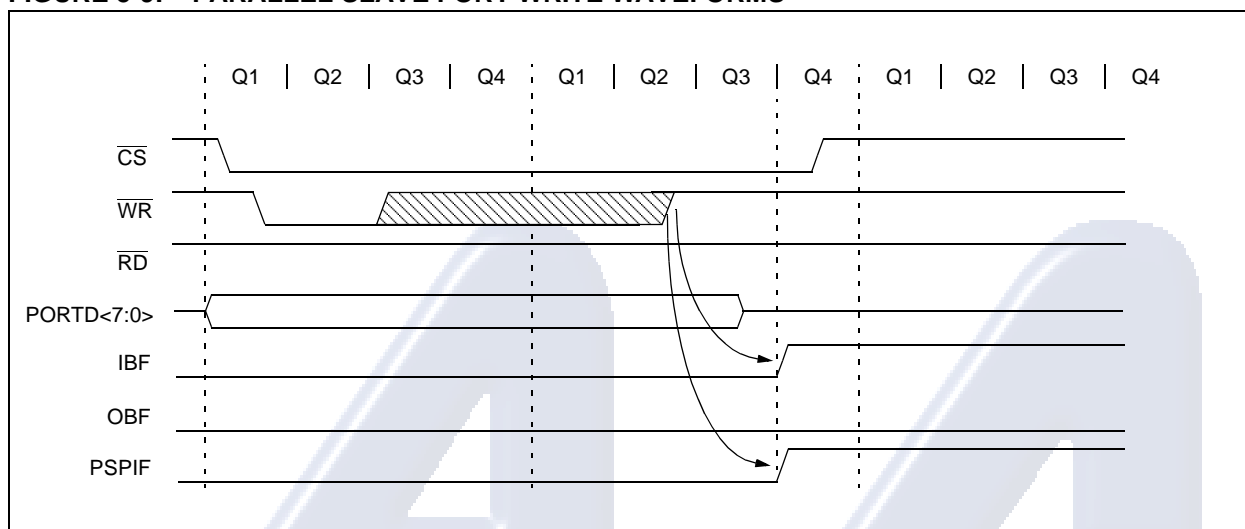 FIGURE 3-9: PARALLEL SLAVE PORT WRITE WAVEFORMS
Q1 | Q2 | Q3 | Q4 | Q1 | Q2 | Q3 | Q4 | Q1 | Q2 | Q3 | Q4
CS
WR
RD
PORTD<7:0>
IBF
OBF
PSPIF